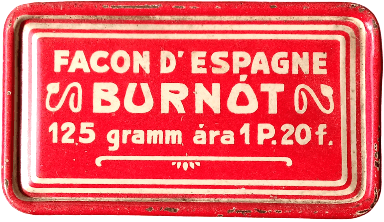 FACON D'ESPAGNE
BURNÓT
125 gramm ára 1 P. 20 f.